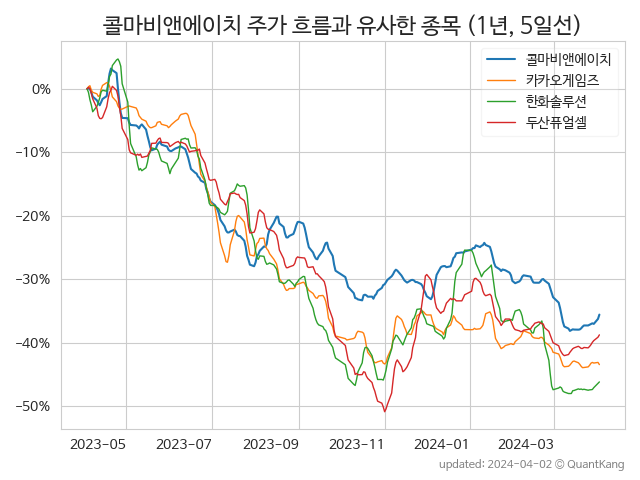 콜마비앤에이치 주가 흐름과 유사한 종목 (1년, 5일선)
콜마비앤에이치
카카오게임즈
한화솔루션
두산퓨얼셀
0%
−10%
−20%
−30%
−40%
−50%
2023-05 2023-07 2023-09 2023-11 2024-01 2024-03
updated: 2024-04-02 © QuantKang